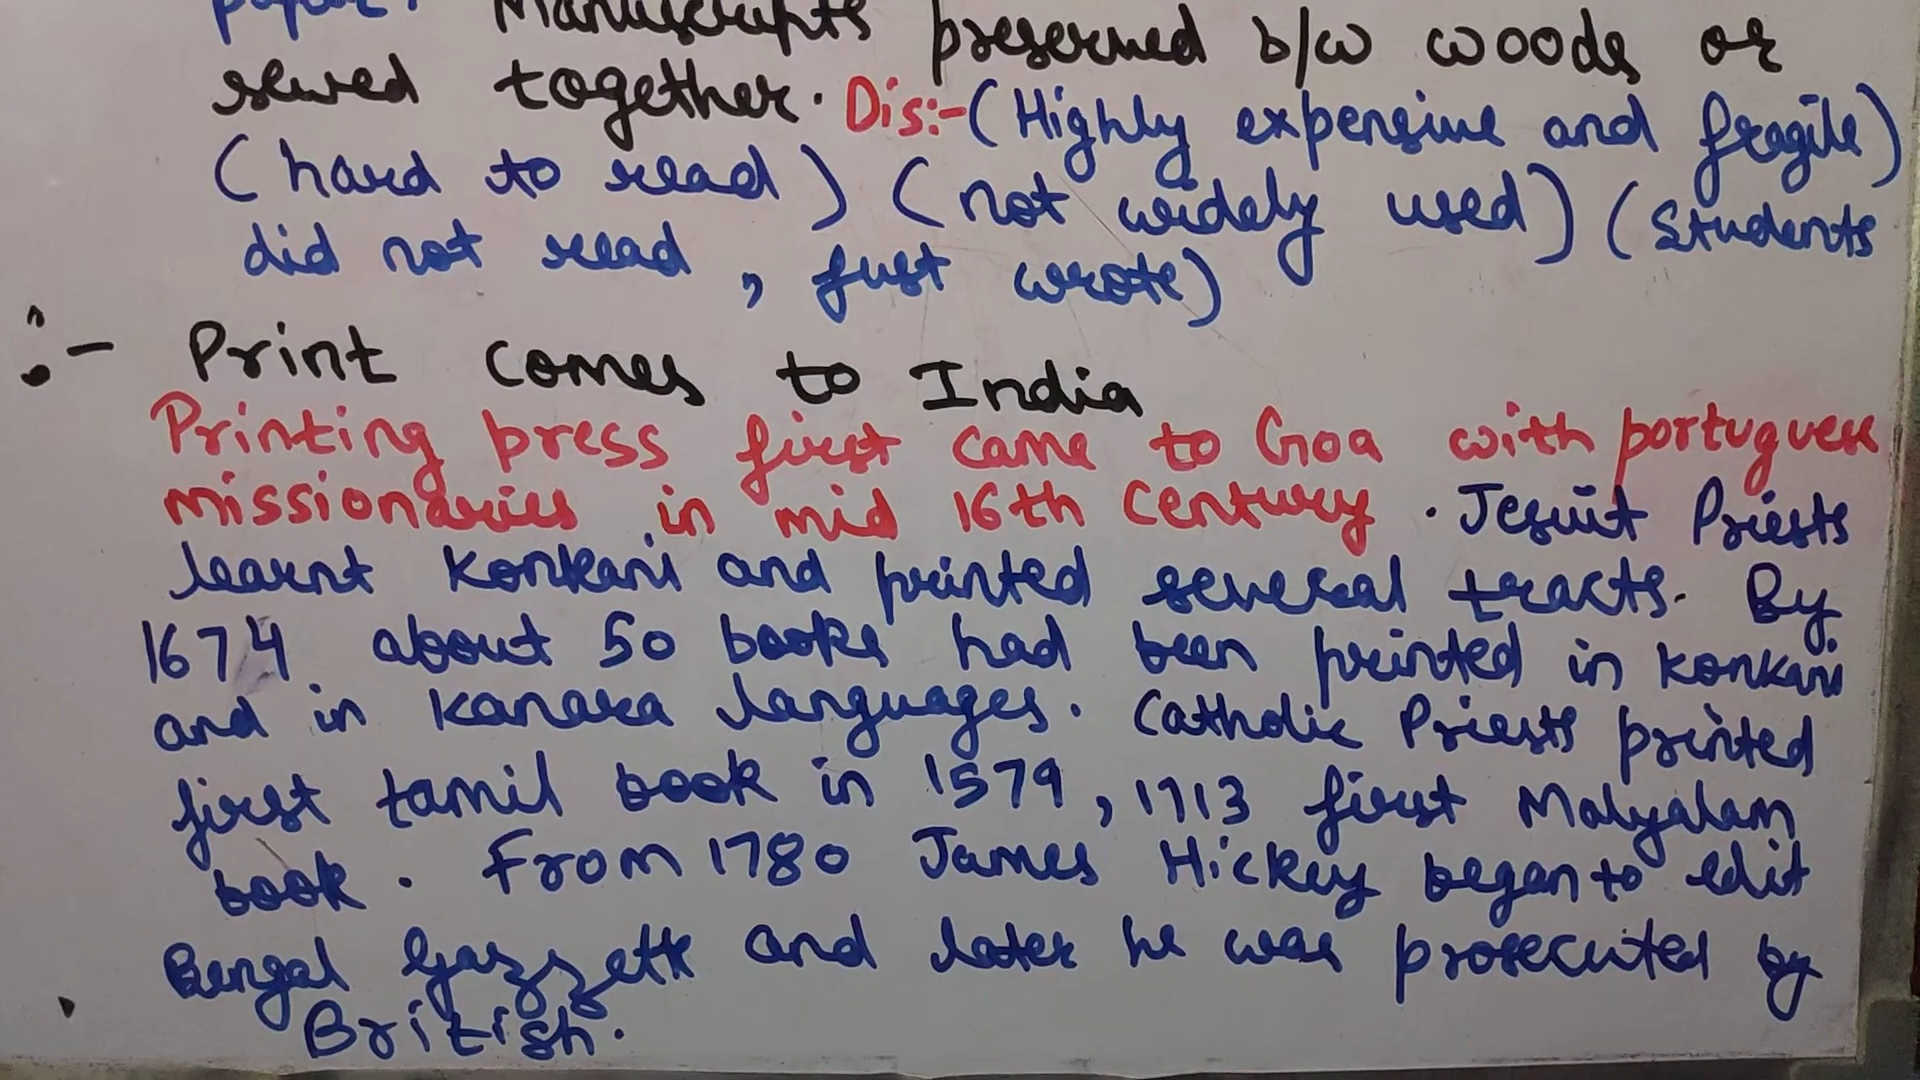 Manuscripts preserved b/w woods or
sewed together. Dis:-(Highly expensive and fragile)
(hard to read) (not widely used) (Students
did not read, just wrote)
:- Print comes to India
Printing press first came to Goa with portuguese
missionaries in mid 16th Century. Jesuit Priests
learnt Konkani and printed several tracts. By
1674 about 50 books had been printed in Konkani
and in Kanara languages. Catholic Priests printed
first tamil book in 1579, 1713 first Malyalam
book. From 1780 James Hickey began to edit
Bengal Gazzette and later he was prosecuted by
British.